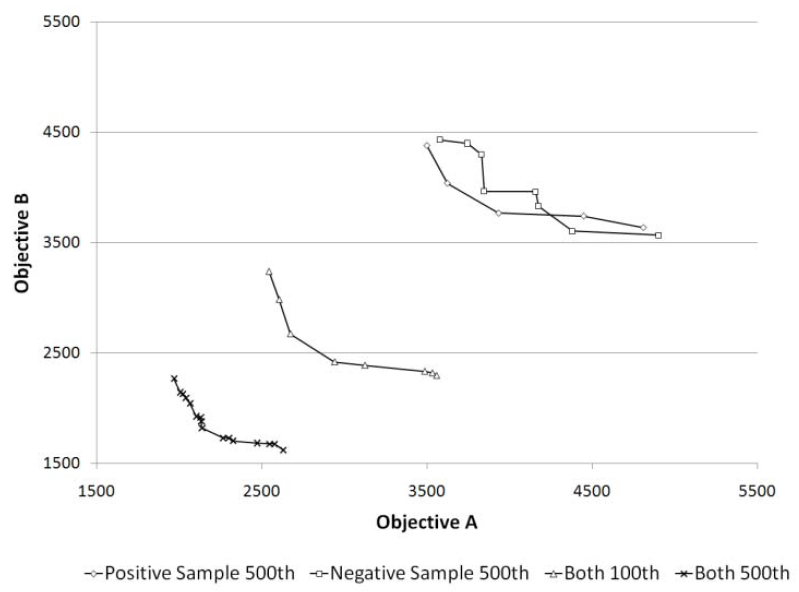 5500
4500
3500
2500
1500
Objective B
1500 2500 3500 4500 5500
Objective A
Positive Sample 500th Negative Sample 500th Both 100th Both 500th